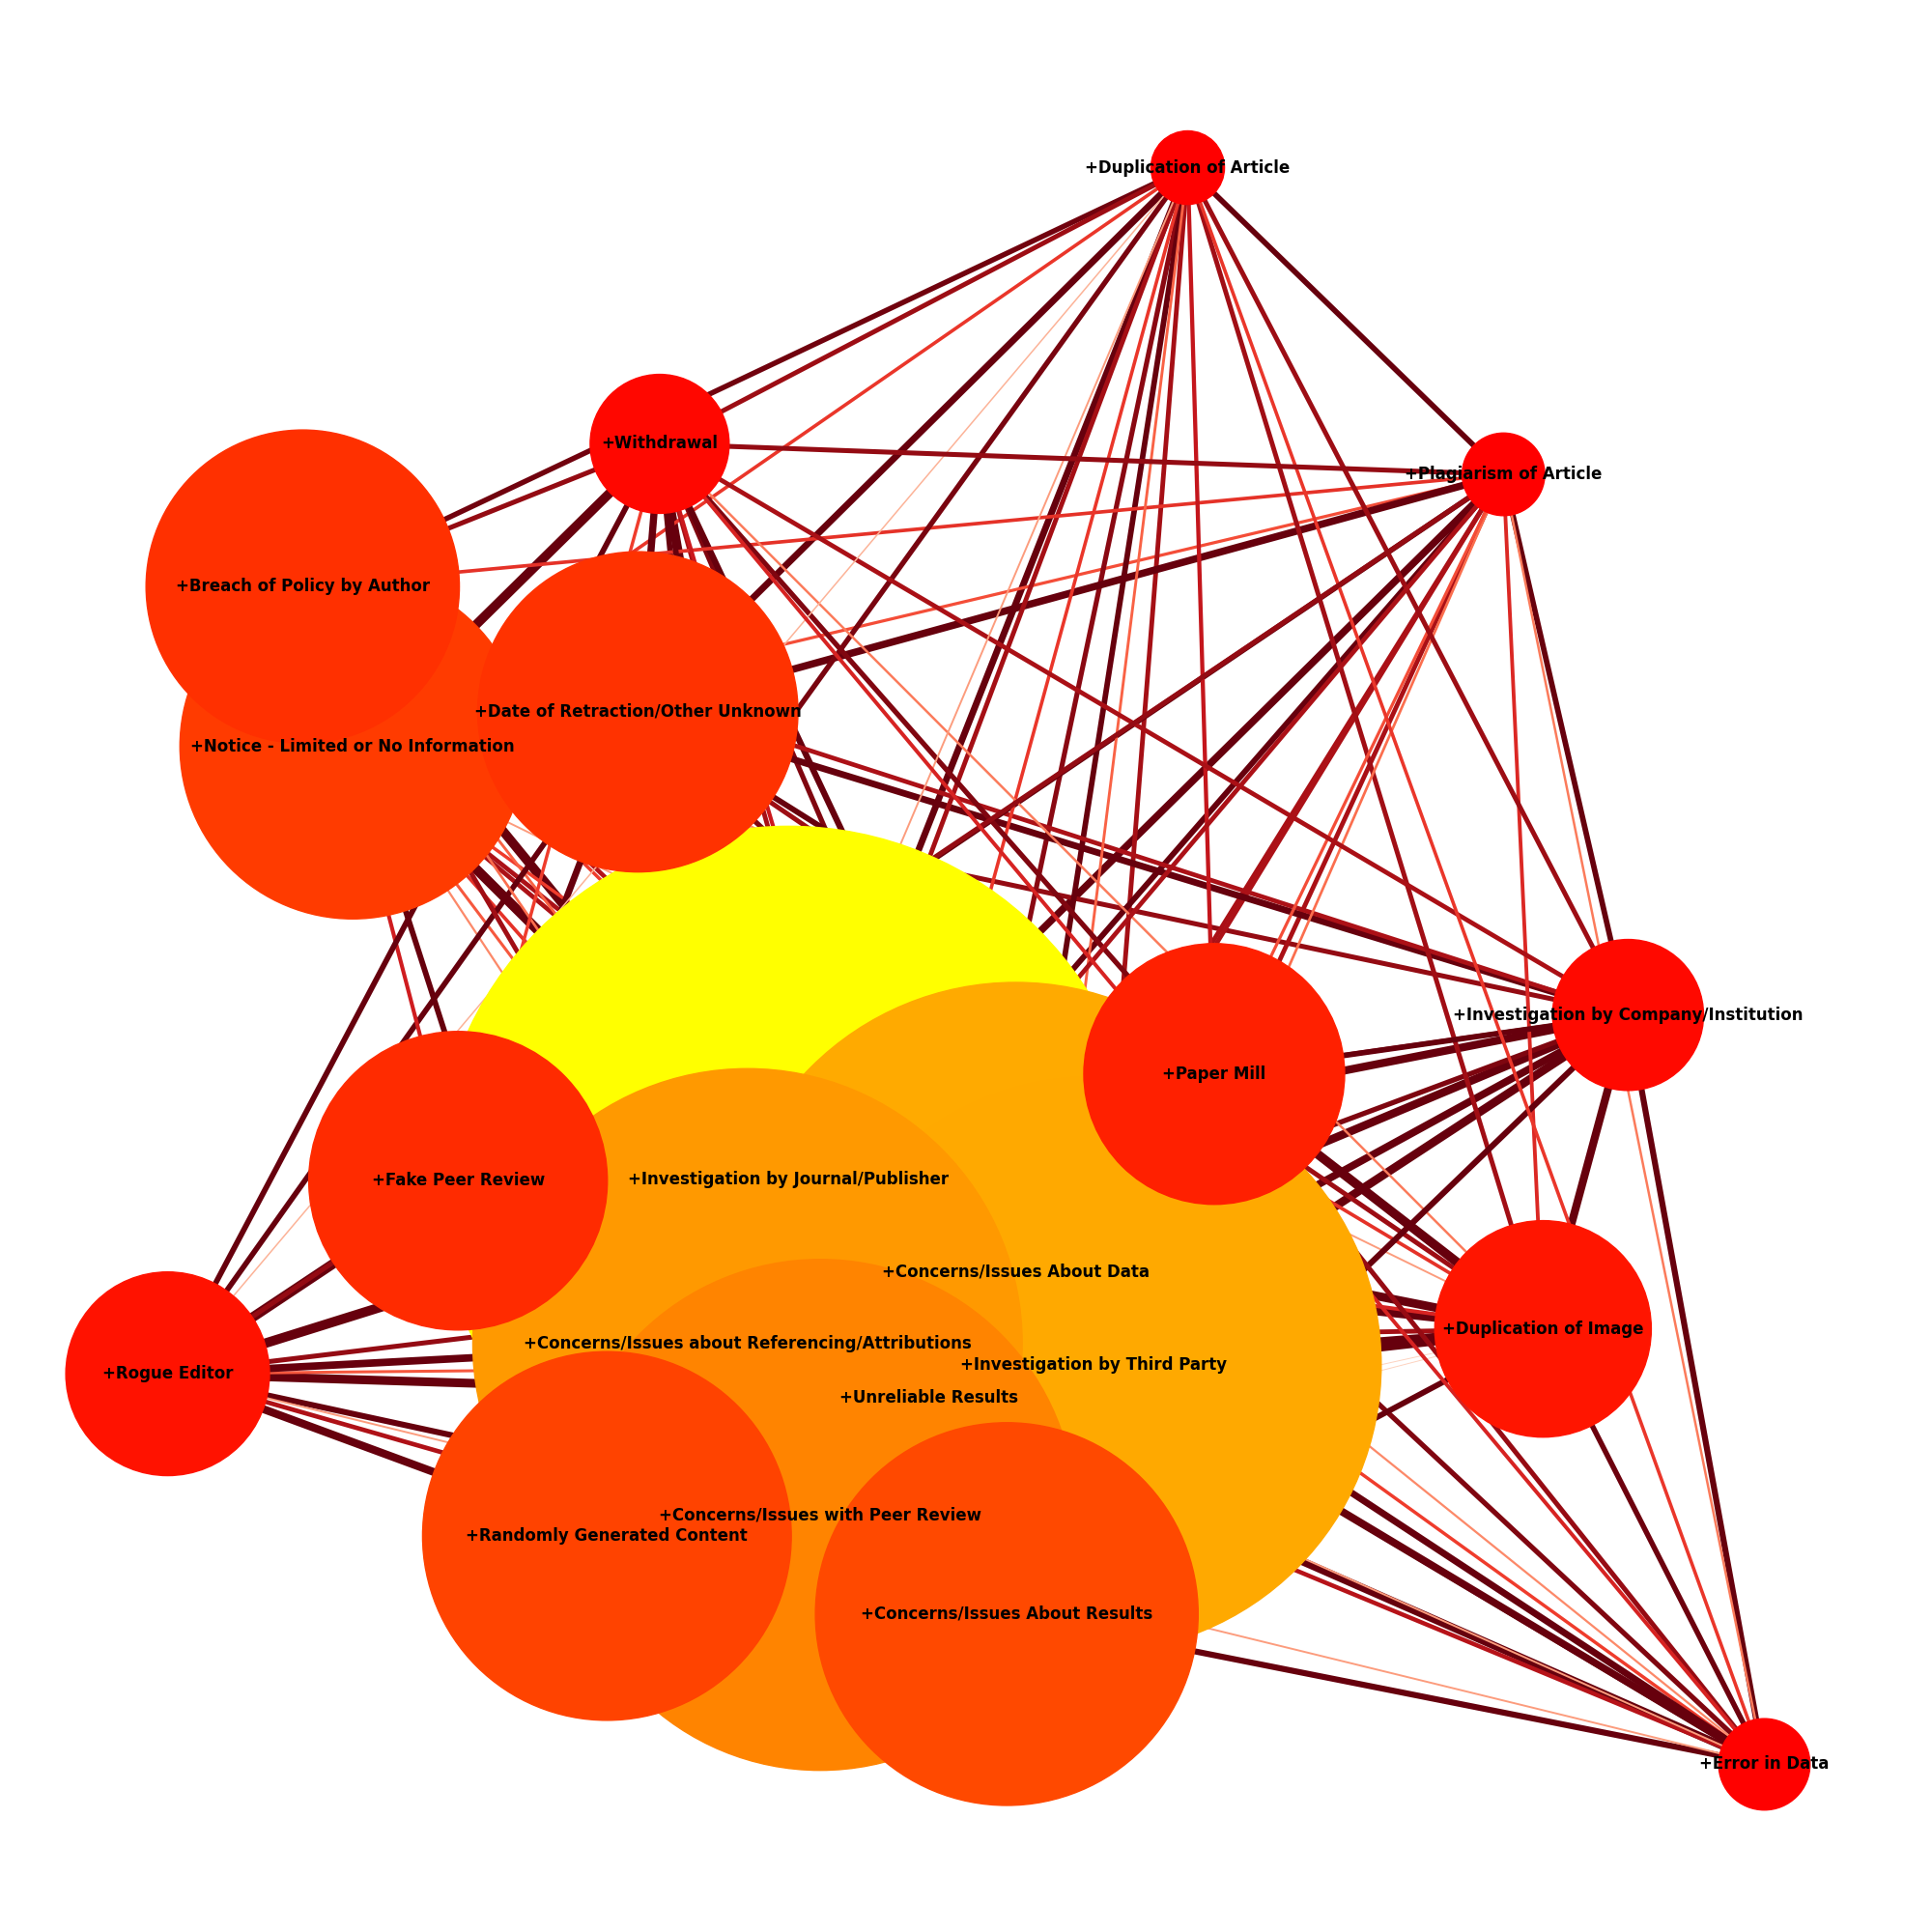 +Duplication of Article
+Withdrawal
+Plagiarism of Article
+Breach of Policy by Author
+Date of Retraction/Other Unknown
+Notice - Limited or No Information
+Investigation by Company/Institution
+Paper Mill
+Fake Peer Review
+Investigation by Journal/Publisher
+Concerns/Issues About Data
+Duplication of Image
+Concerns/Issues about Referencing/Attributions
+Investigation by Third Party
+Rogue Editor
+Unreliable Results
+Concerns/Issues with Peer Review
+Randomly Generated Content
+Concerns/Issues About Results
+Error in Data